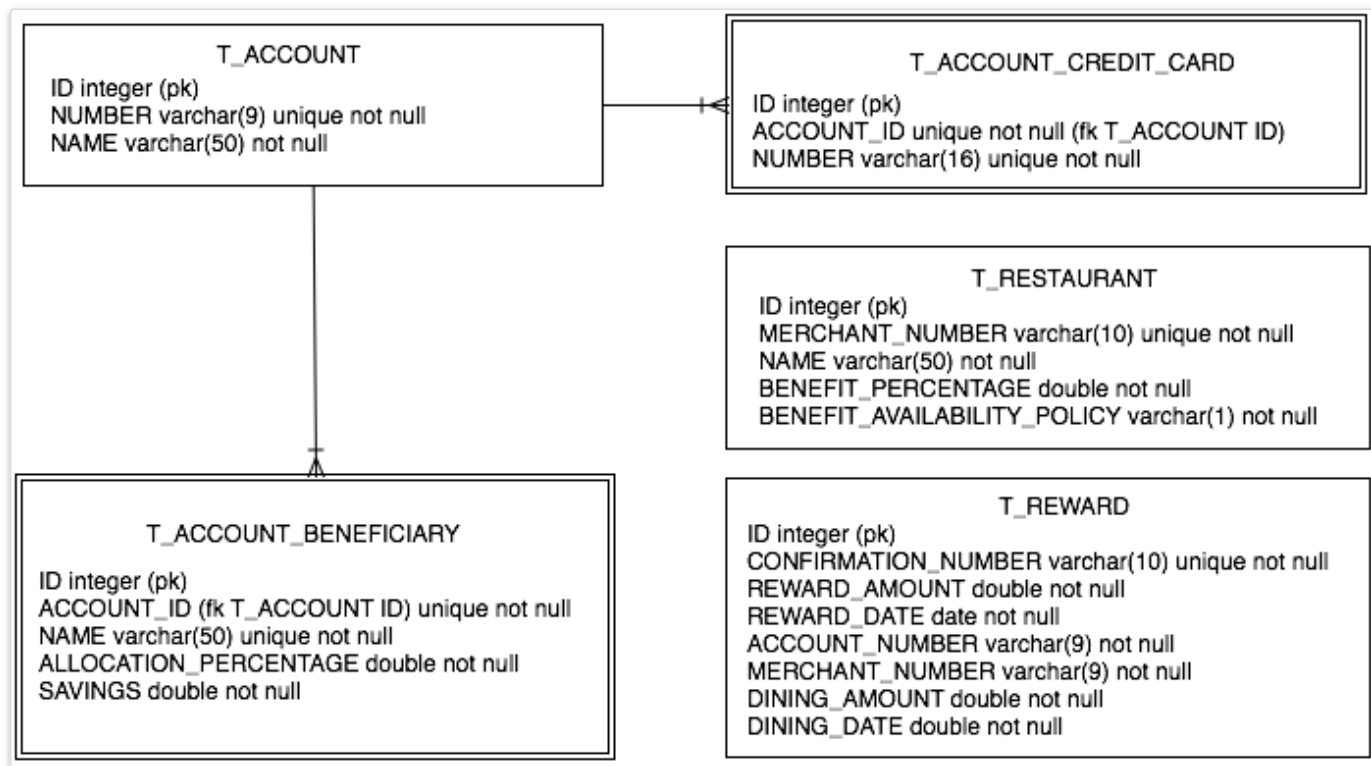 T_ACCOUNT
ID integer (pk)
NUMBER varchar(9) unique not null
NAME varchar(50) not null
T_ACCOUNT_CREDIT_CARD
ID integer (pk)
ACCOUNT_ID unique not null (fk T_ACCOUNT ID)
NUMBER varchar(16) unique not null
T_RESTAURANT
ID integer (pk)
MERCHANT_NUMBER varchar(10) unique not null
NAME varchar(50) not null
BENEFIT_PERCENTAGE double not null
BENEFIT_AVAILABILITY_POLICY varchar(1) not null
T_ACCOUNT_BENEFICIARY
ID integer (pk)
ACCOUNT_ID (fk T_ACCOUNT ID) unique not null
NAME varchar(50) unique not null
ALLOCATION_PERCENTAGE double not null
SAVINGS double not null
T_REWARD
ID integer (pk)
CONFIRMATION_NUMBER varchar(10) unique not null
REWARD_AMOUNT double not null
REWARD_DATE date not null
ACCOUNT_NUMBER varchar(9) not null
MERCHANT_NUMBER varchar(9) not null
DINING_AMOUNT double not null
DINING_DATE double not null